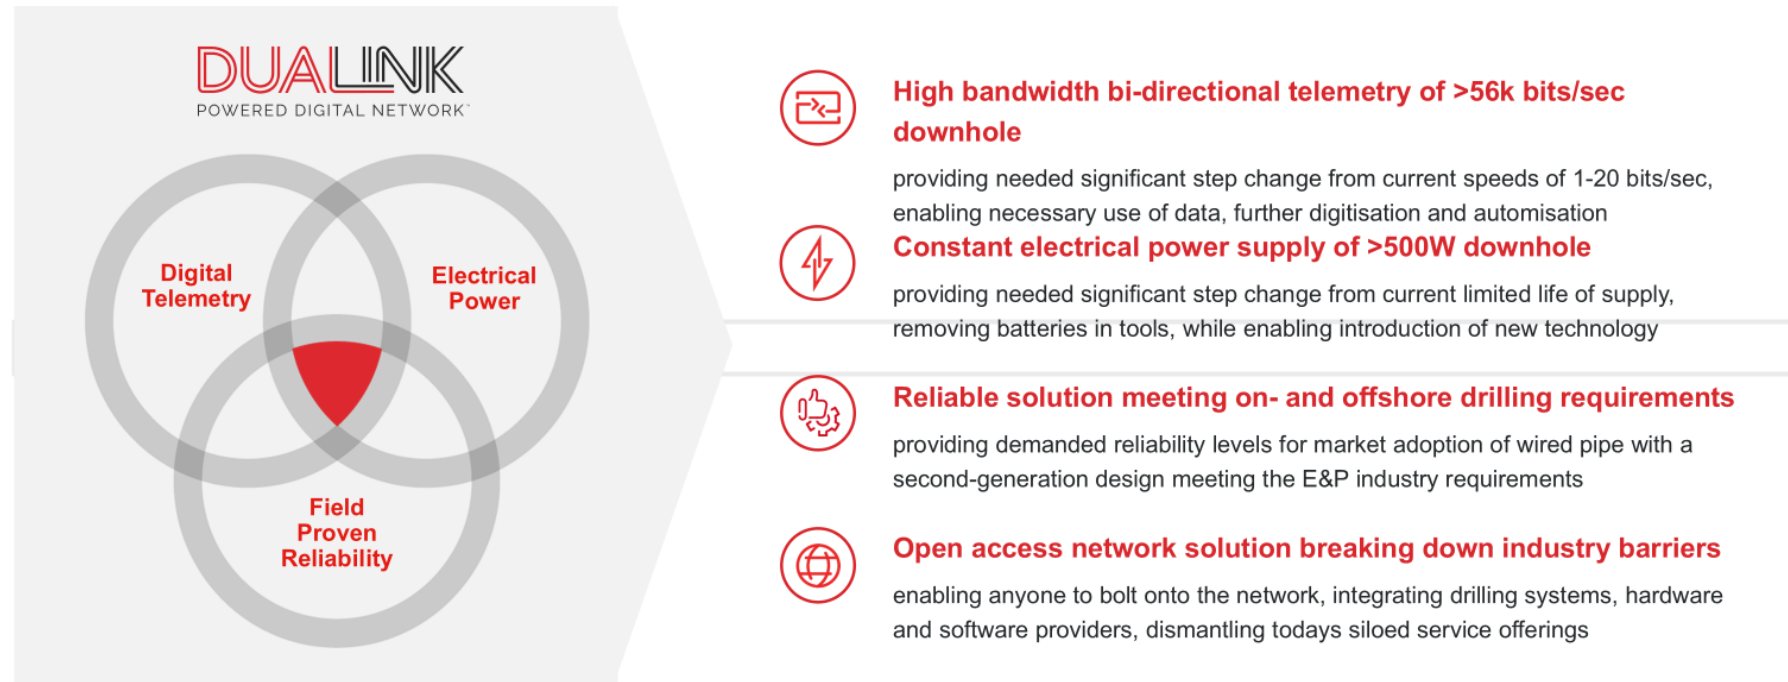 DUALINK
POWERED DIGITAL NETWORK™
Digital
Telemetry
Electrical
Power
Field
Proven
Reliability
High bandwidth bi-directional telemetry of >56k bits/sec
downhole
providing needed significant step change from current speeds of 1-20 bits/sec,
enabling necessary use of data, further digitisation and automisation
Constant electrical power supply of >500W downhole
providing needed significant step change from current limited life of supply,
removing batteries in tools, while enabling introduction of new technology
Reliable solution meeting on- and offshore drilling requirements
providing demanded reliability levels for market adoption of wired pipe with a
second-generation design meeting the E&P industry requirements
Open access network solution breaking down industry barriers
enabling anyone to bolt onto the network, integrating drilling systems, hardware
and software providers, dismantling todays siloed service offerings